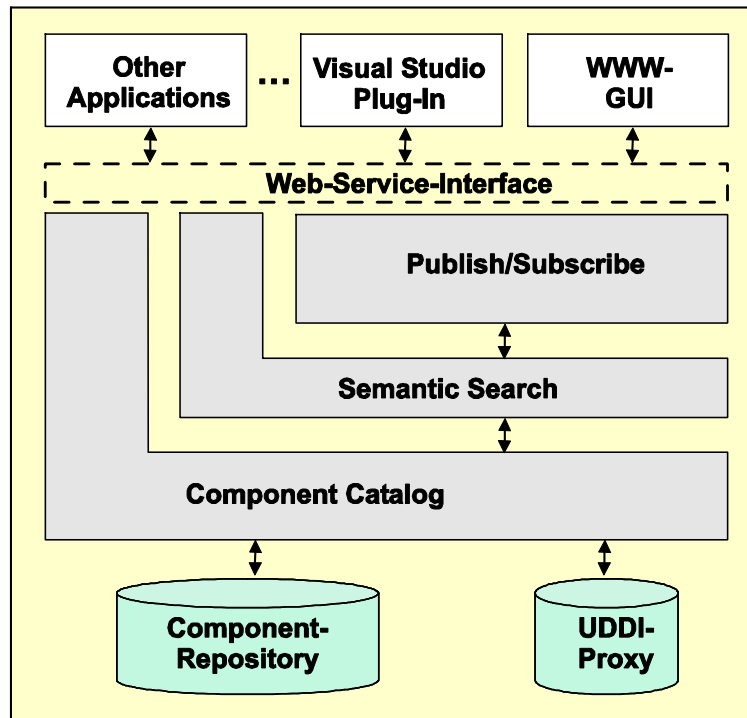 Other
Applications
...
Visual Studio
Plug-In
WWW-
GUI
Web-Service-Interface
Publish/Subscribe
Semantic Search
Component Catalog
Component-
Repository
UDDI-
Proxy